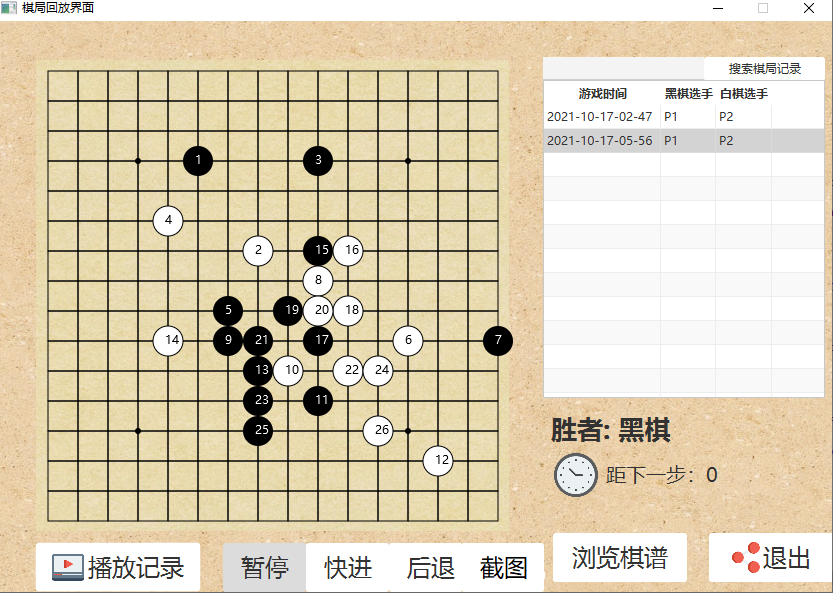 棋局回放界面
搜索棋局记录
游戏时间 黑棋选手 白棋选手
2021-10-17-02-47 P1 P2
2021-10-17-05-56 P1 P2
1 3
4
2 15 16
8
5 19 20 18
14 9 21 17 6 7
13 10 22 24
23 11
25 26
12
胜者: 黑棋
距下一步: 0
播放记录 暂停 快进 后退 截图 浏览棋谱 退出